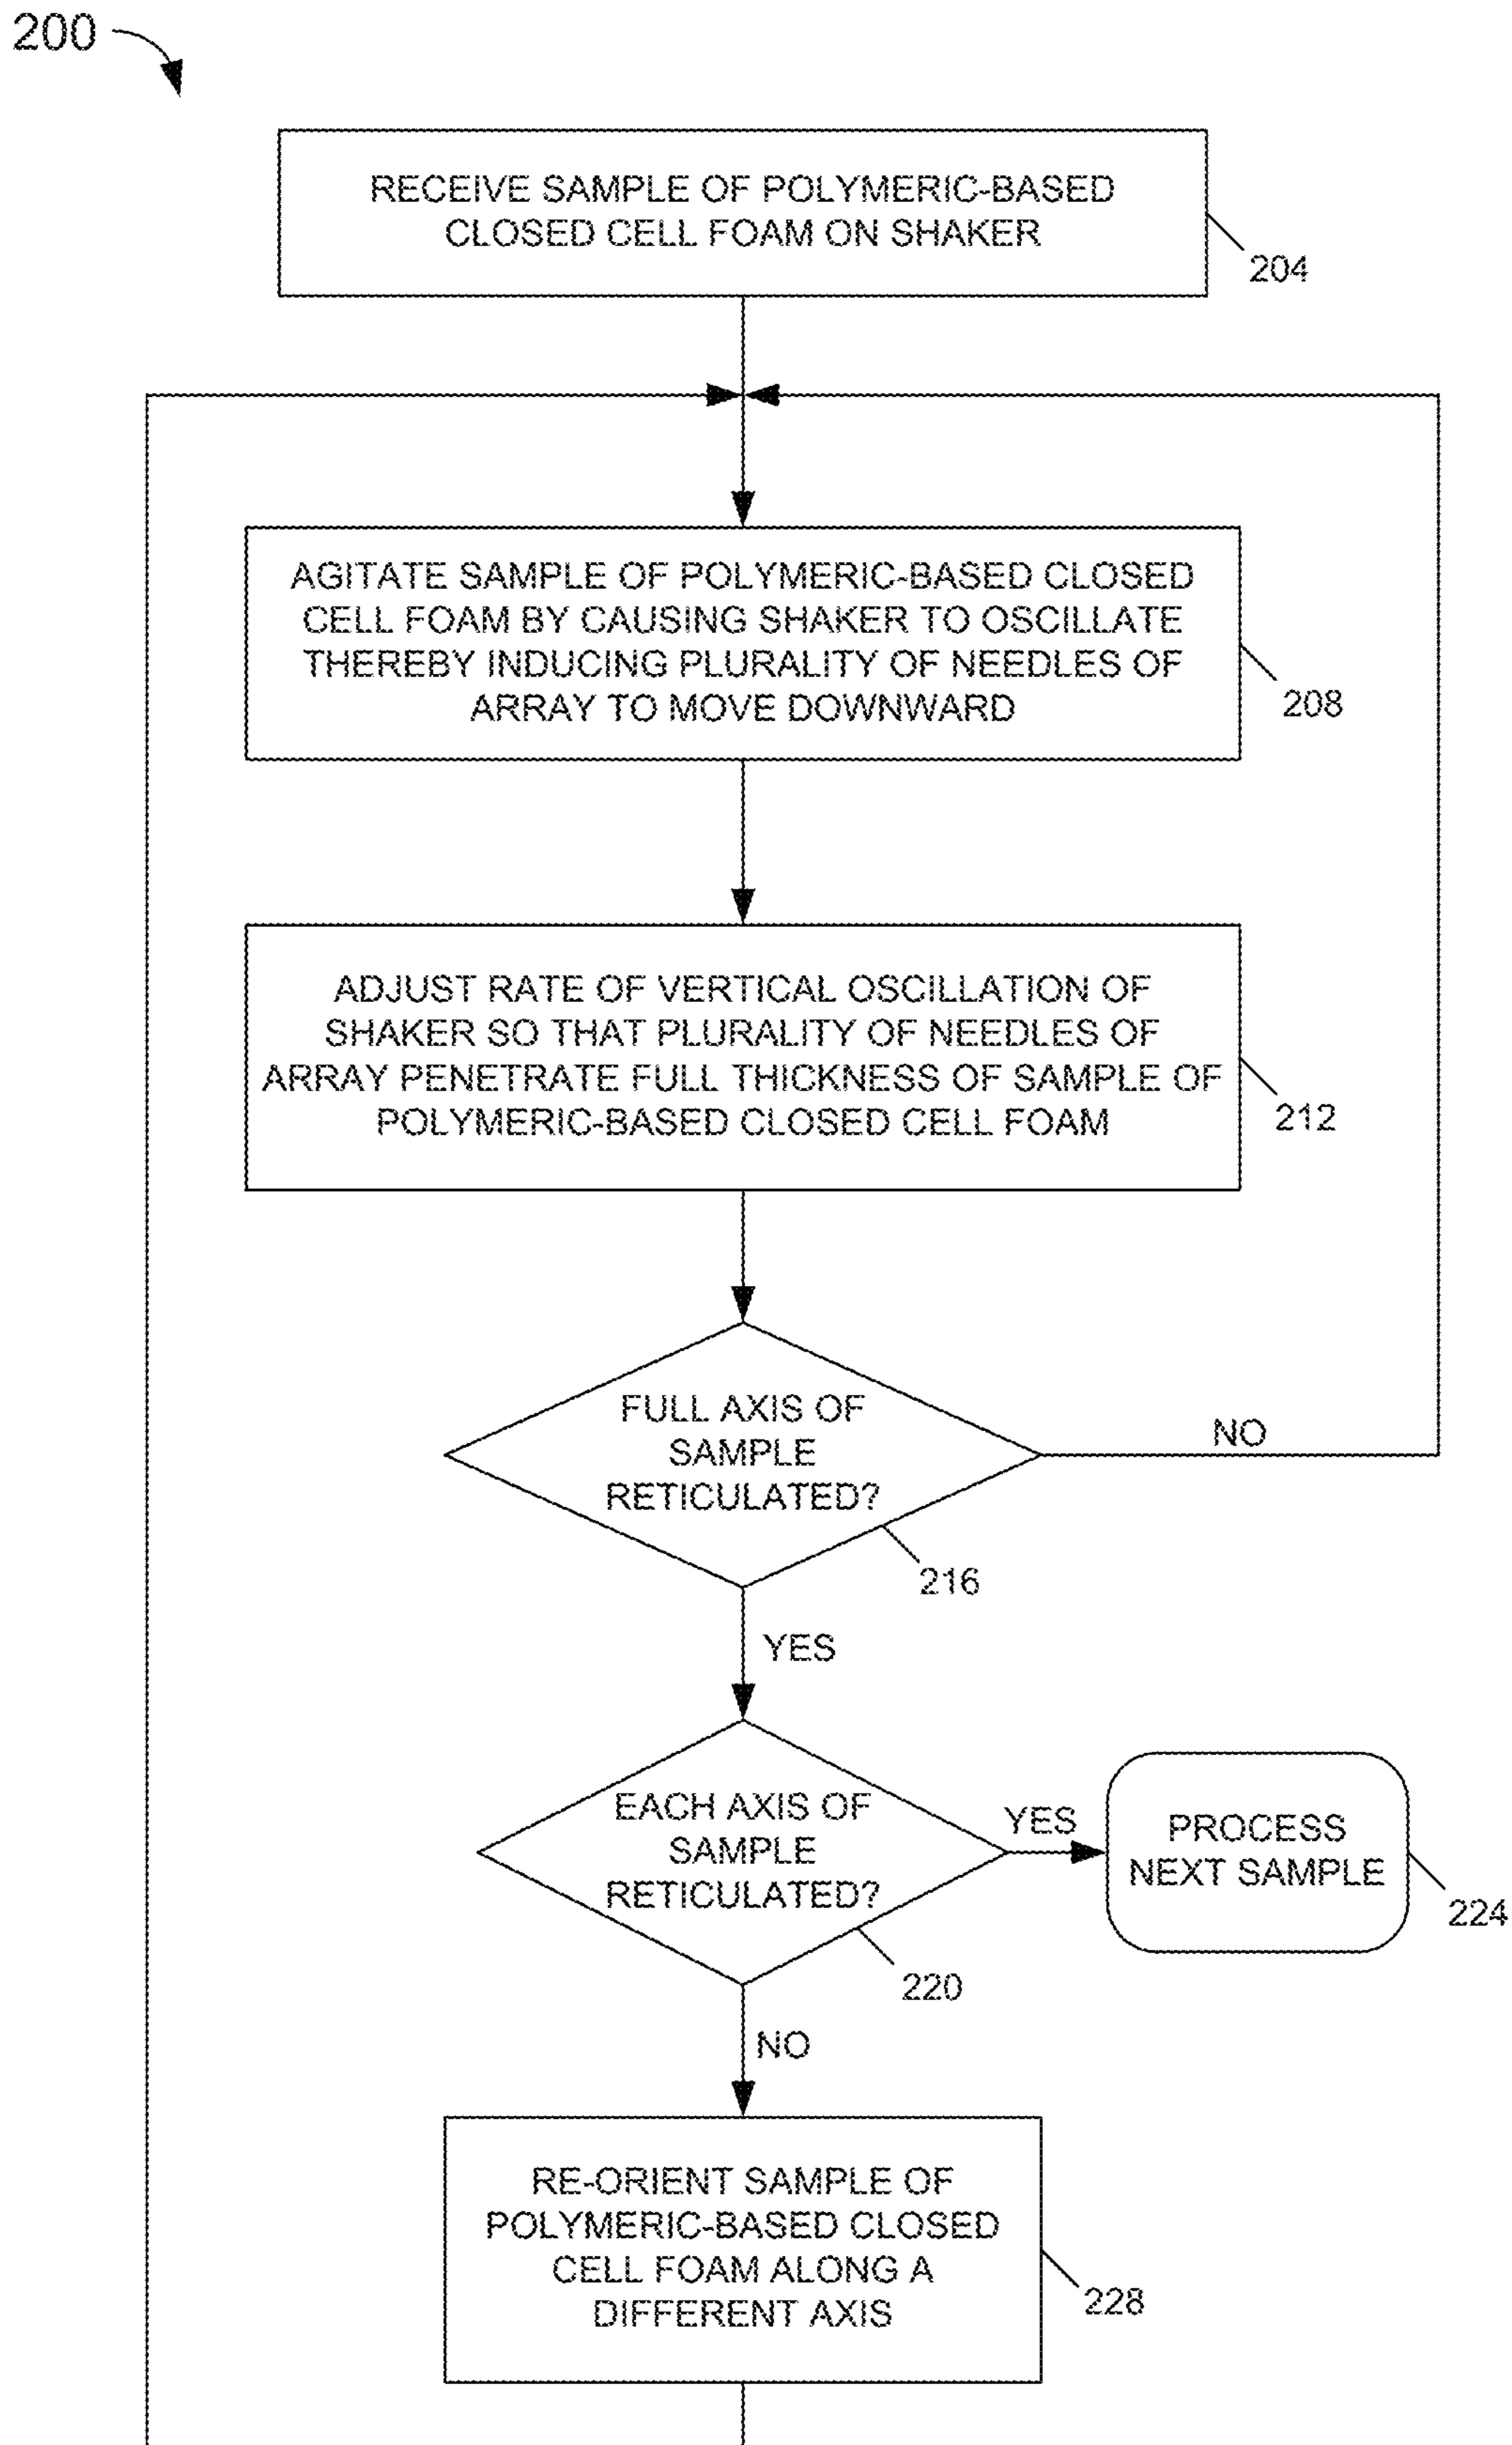 200
RECEIVE SAMPLE OF POLYMERIC-BASED
CLOSED CELL FOAM ON SHAKER
204
AGITATE SAMPLE OF POLYMERIC-BASED CLOSED
CELL FOAM BY CAUSING SHAKER TO OSCILLATE
THEREBY INDUCING PLURALITY OF NEEDLES OF
ARRAY TO MOVE DOWNWARD
208
ADJUST RATE OF VERTICAL OSCILLATION OF
SHAKER SO THAT PLURALITY OF NEEDLES OF
ARRAY PENETRATE FULL THICKNESS OF SAMPLE OF
POLYMERIC-BASED CLOSED CELL FOAM
212
FULL AXIS OF
SAMPLE
RETICULATED?
NO
216
YES
EACH AXIS OF
SAMPLE
RETICULATED?
YES
220
PROCESS
NEXT SAMPLE
224
NO
RE-ORIENT SAMPLE OF
POLYMERIC-BASED CLOSED
CELL FOAM ALONG A
DIFFERENT AXIS
228